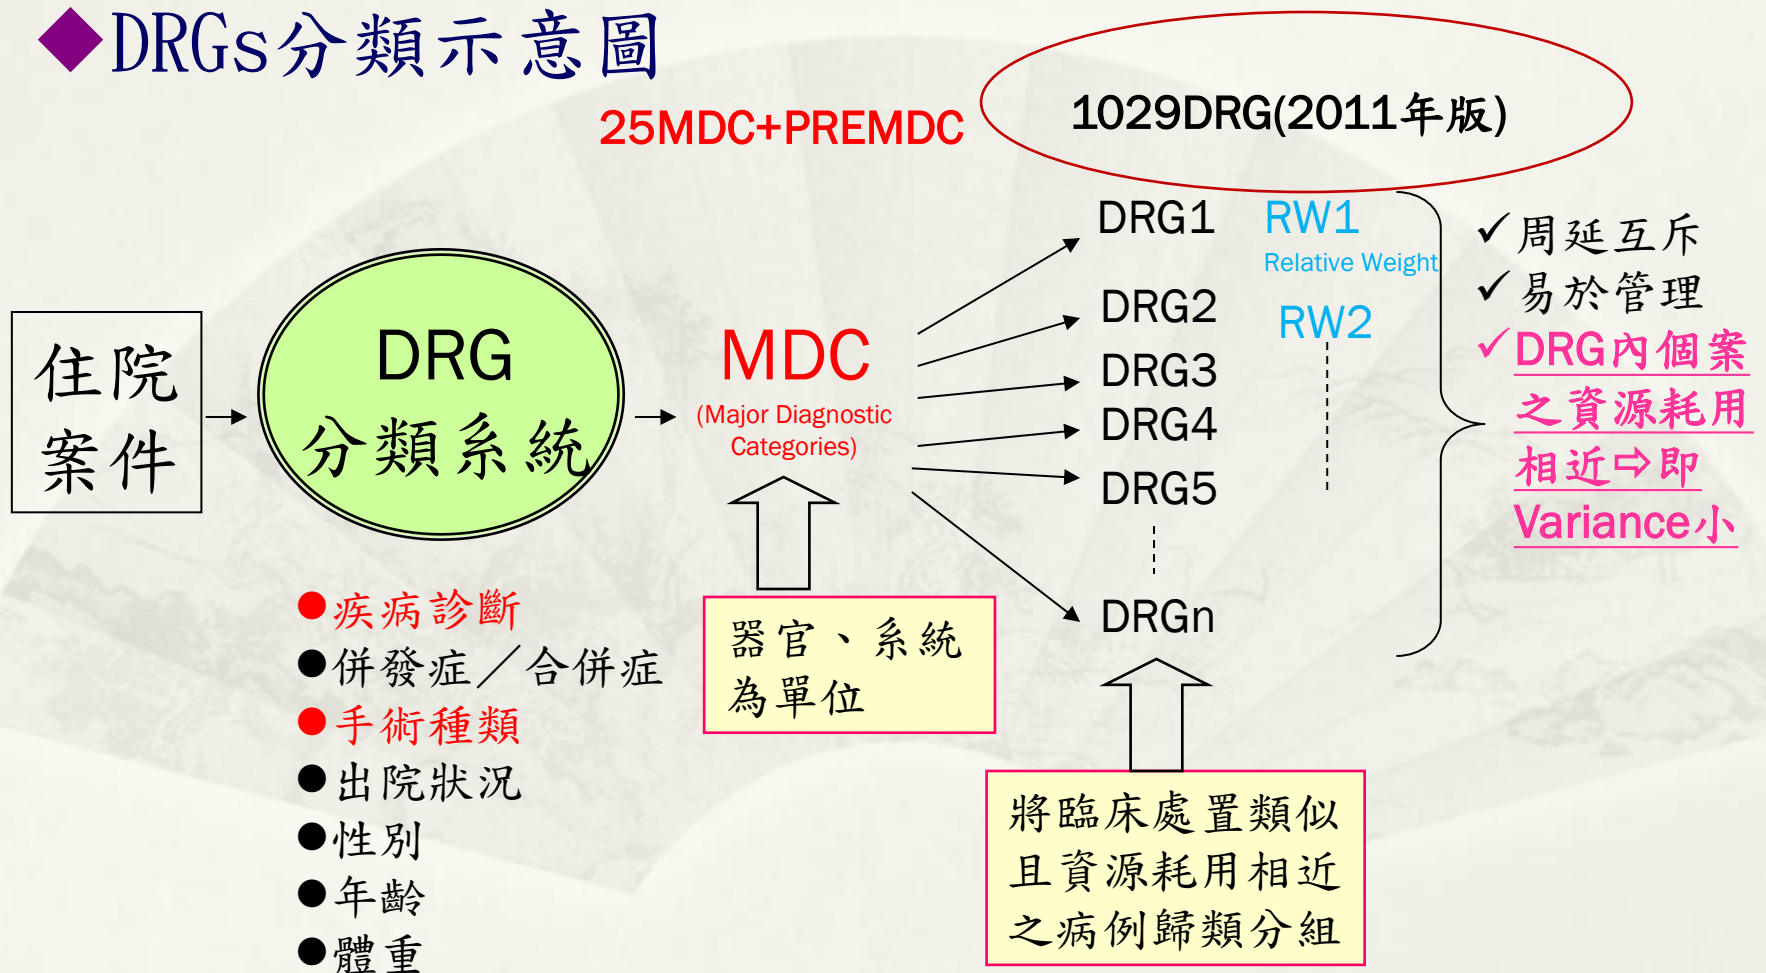 ◆DRGs分類示意圖
25MDC+PREMDC
1029DRG(2011年版)
住院
案件
DRG
分類系統
●疾病診斷
●併發症／合併症
●手術種類
●出院狀況
●性別
●年齡
●體重
MDC
(Major Diagnostic
Categories)
器官、系統
為單位
DRG1
RW1
Relative Weight
DRG2
RW2
DRG3
DRG4
DRG5
DRGn
將臨床處置類似
且資源耗用相近
之病例歸類分組
✓周延互斥
✓易於管理
✓DRG內個案
之資源耗用
相近⇨即
Variance小